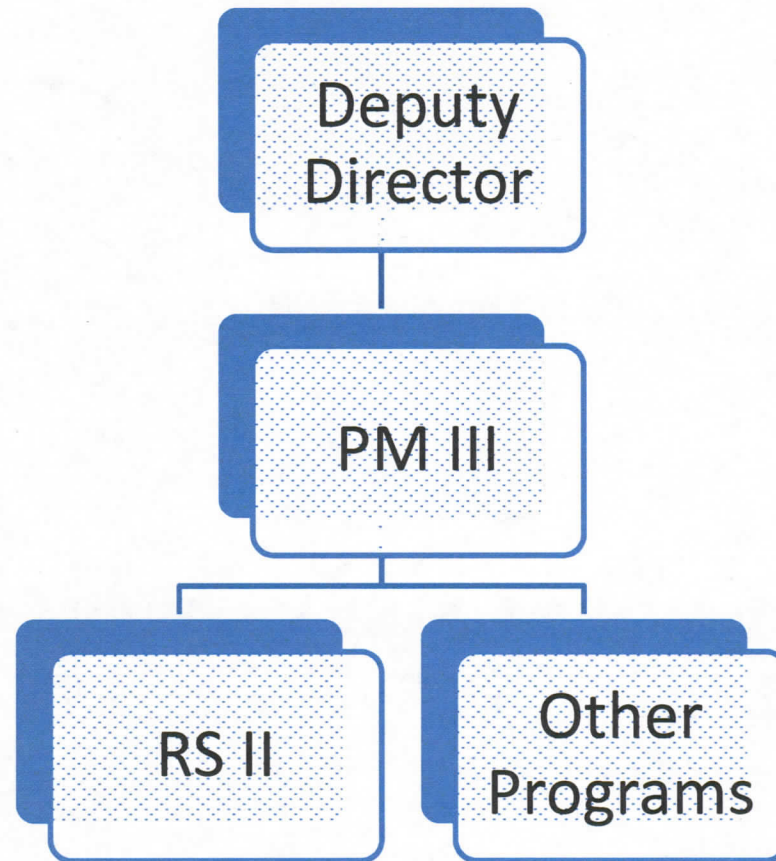 Deputy
Director
PM III
RS II
Other
Programs